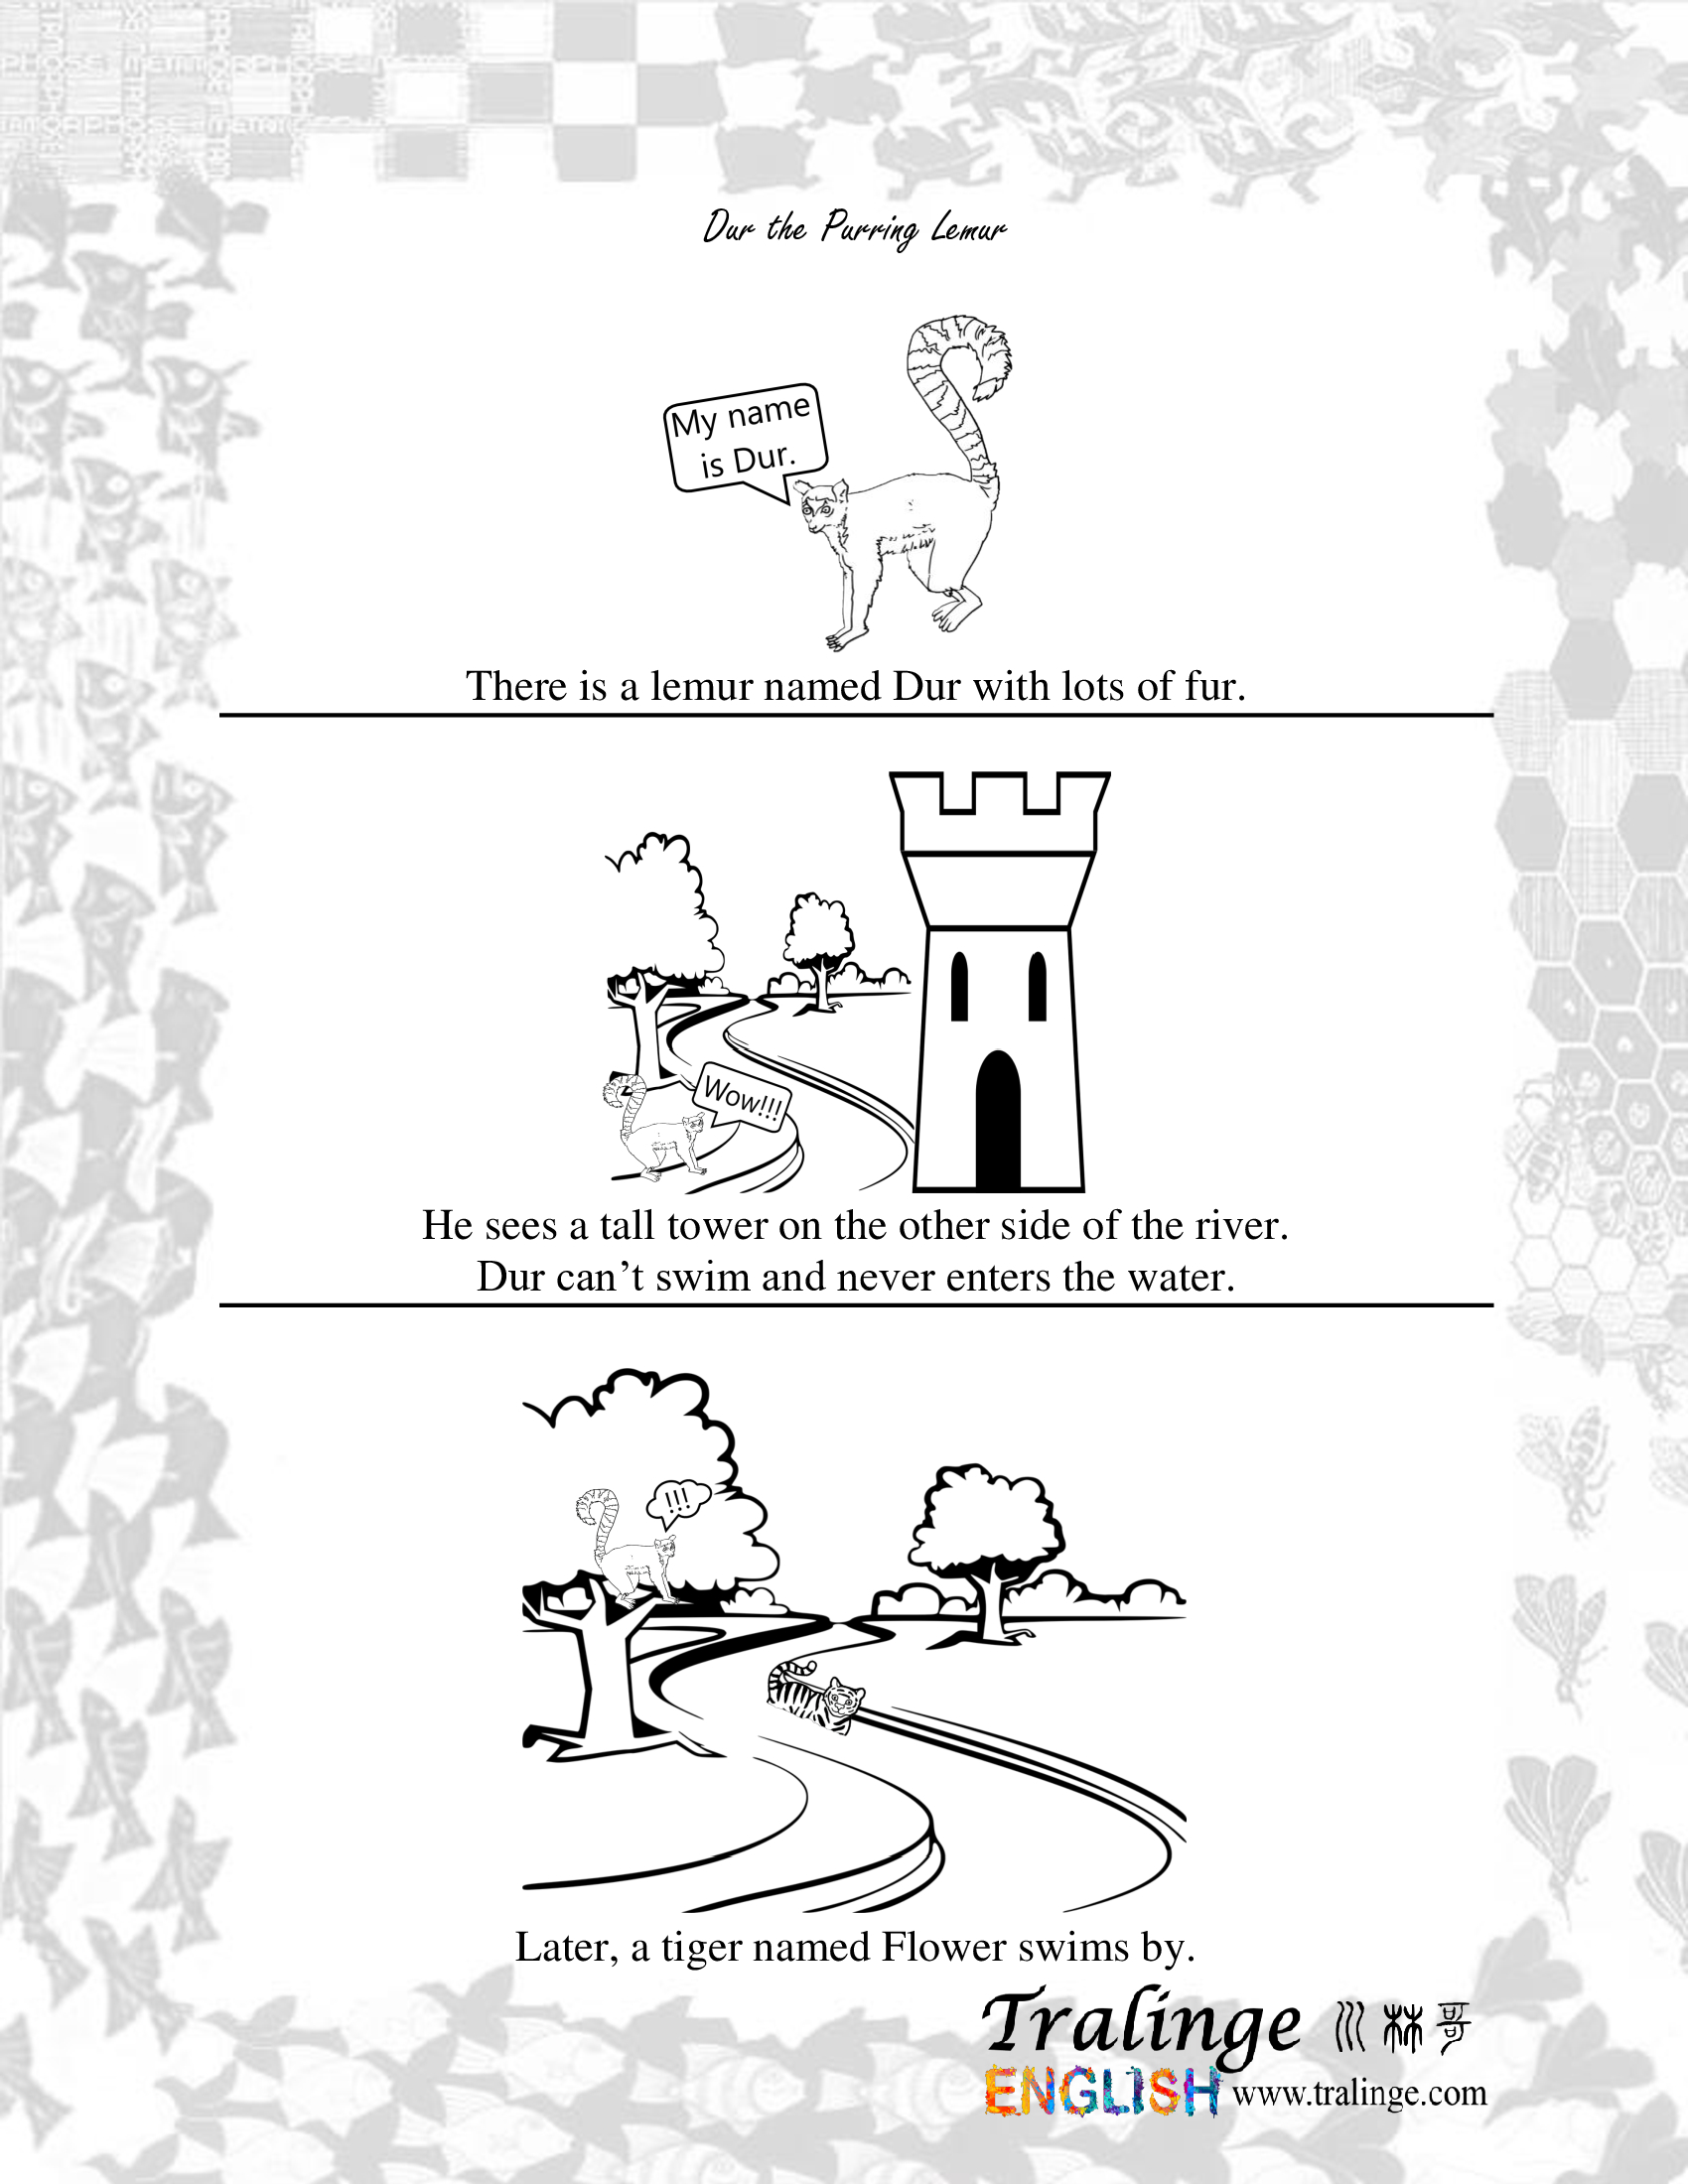 Dur the Purring Lemur
My name
is Dur.
There is a lemur named Dur with lots of fur.
Wow!!!
He sees a tall tower on the other side of the river.
Dur can’t swim and never enters the water.
!!!
Later, a tiger named Flower swims by.
Tralinge 川林哥
ENGLISH www.tralinge.com